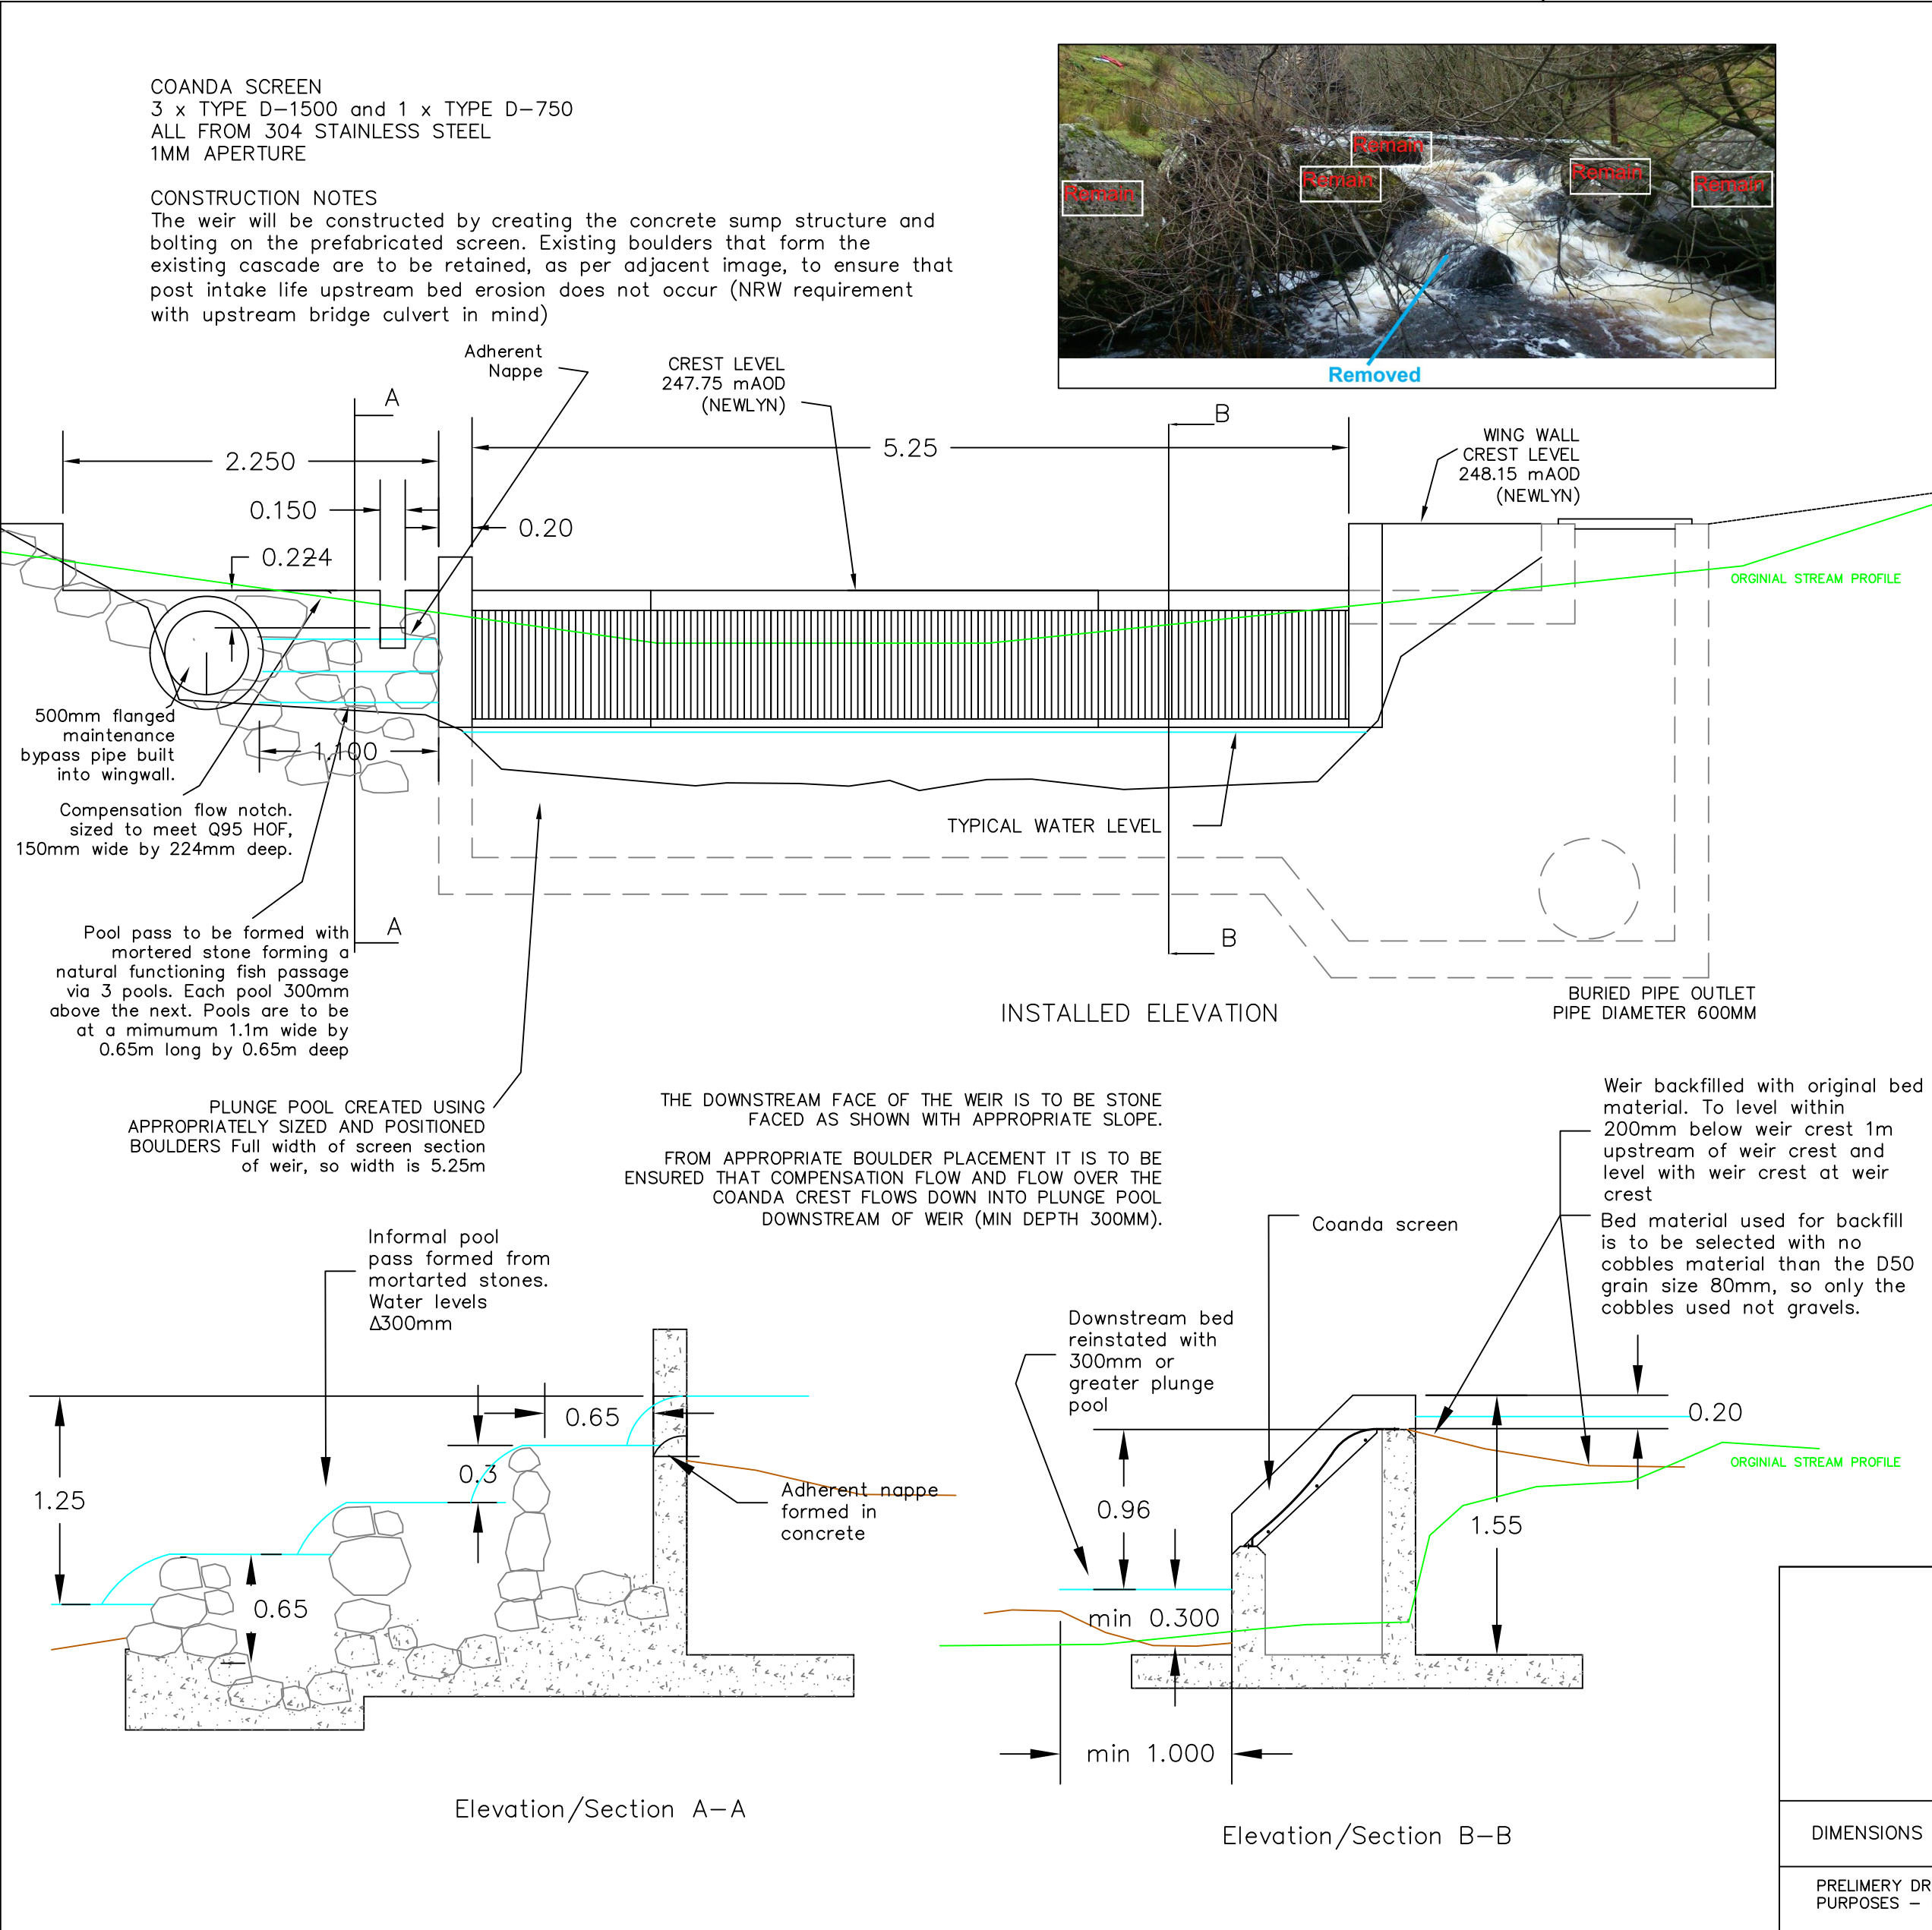 COANDA SCREEN
3 x TYPE D-1500 and 1 x TYPE D-750
ALL FROM 304 STAINLESS STEEL
1MM APERTURE
CONSTRUCTION NOTES
The weir will be constructed by creating the concrete sump structure and
bolting on the prefabricated screen. Existing boulders that form the
existing cascade are to be retained, as per adjacent image, to ensure that
post intake life upstream bed erosion does not occur (NRW requirement
with upstream bridge culvert in mind)
Remain
Remain
Remain
Remain
Remain
Removed
Adherent
Nappe
CREST LEVEL
247.75 mAOD
(NEWLYN)
A
B
WING WALL
CREST LEVEL
248.15 mAOD
(NEWLYN)
2.250
5.25
0.150
0.20
0.224
ORGINIAL STREAM PROFILE
500mm flanged
maintenance
bypass pipe built
into wingwall.
1.100
Compensation flow notch.
sized to meet Q95 HOF,
150mm wide by 224mm deep.
TYPICAL WATER LEVEL
A
B
Pool pass to be formed with
mortered stone forming a
natural functioning fish passage
via 3 pools. Each pool 300mm
above the next. Pools are to be
at a mimumum 1.1m wide by
0.65m long by 0.65m deep
INSTALLED ELEVATION
BURIED PIPE OUTLET
PIPE DIAMETER 600MM
PLUNGE POOL CREATED USING
APPROPRIATELY SIZED AND POSITIONED
BOULDERS Full width of screen section
of weir, so width is 5.25m
THE DOWNSTREAM FACE OF THE WEIR IS TO BE STONE
FACED AS SHOWN WITH APPROPRIATE SLOPE.
FROM APPROPRIATE BOULDER PLACEMENT IT IS TO BE
ENSURED THAT COMPENSATION FLOW AND FLOW OVER THE
COANDA CREST FLOWS DOWN INTO PLUNGE POOL
DOWNSTREAM OF WEIR (MIN DEPTH 300MM).
Weir backfilled with original bed
material. To level within
200mm below weir crest 1m
upstream of weir crest and
level with weir crest at weir
crest
Bed material used for backfill
is to be selected with no
cobbles material than the D50
grain size 80mm, so only the
cobbles used not gravels.
Informal pool
pass formed from
mortarted stones.
Water levels
Δ300mm
Coanda screen
Downstream bed
reinstated with
300mm or
greater plunge
pool
0.65
0.3
1.25
0.65
Adherent nappe
formed in
concrete
0.20
ORGINIAL STREAM PROFILE
0.96
1.55
min 0.300
min 1.000
Elevation/Section A-A
Elevation/Section B-B
DIMENSIONS
PRELIMERY DR
PURPOSES -